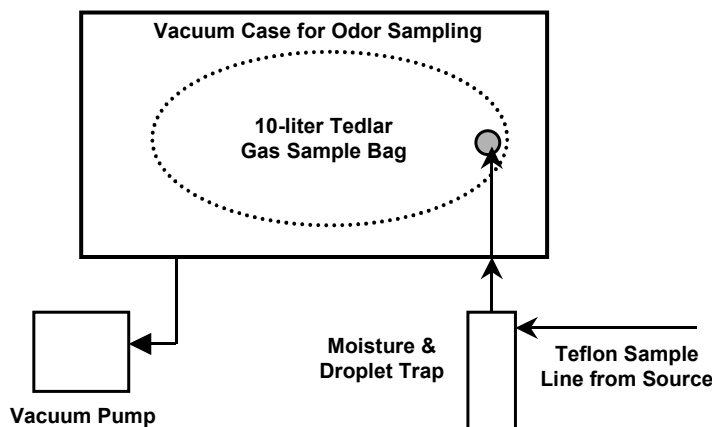 Vacuum Case for Odor Sampling
10-liter Tedlar
Gas Sample Bag
Moisture &
Droplet Trap
Teflon Sample
Line from Source
Vacuum Pump